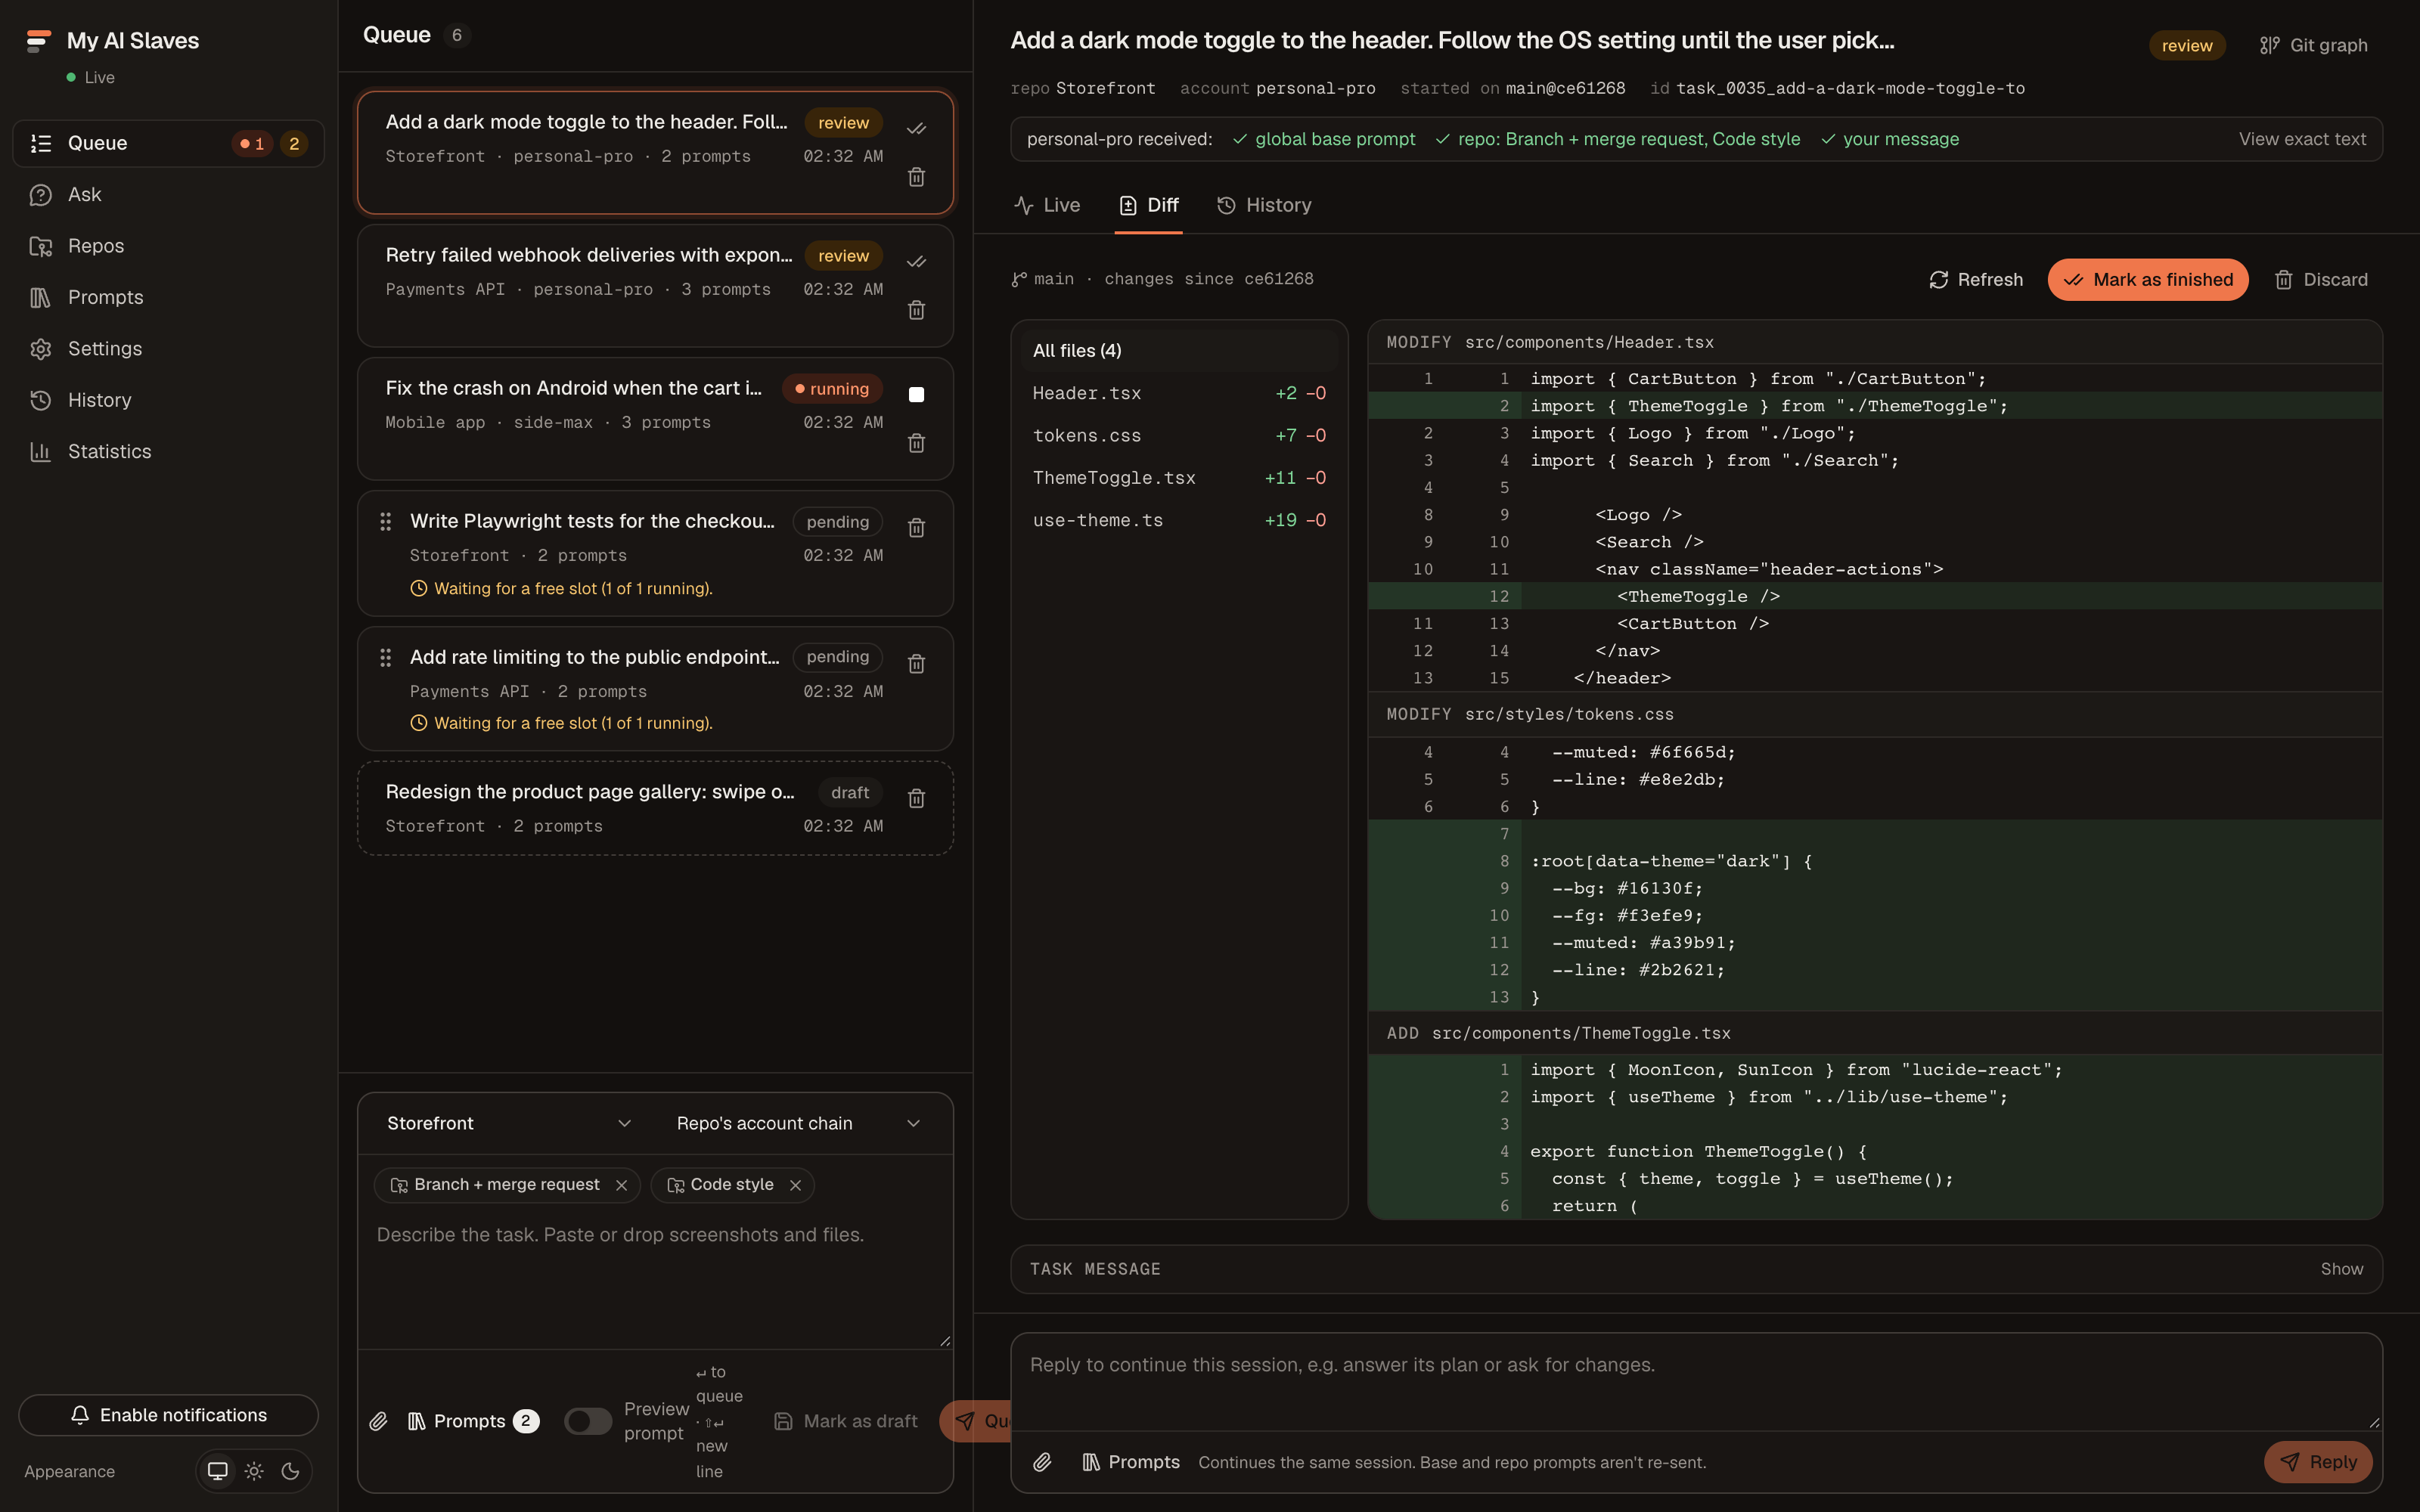 My AI Slaves
Live
Queue 1 2
Ask
Repos
Prompts
Settings
History
Statistics
Enable notifications
Appearance
Queue 6
Add a dark mode toggle to the header. Foll... review
Storefront · personal-pro · 2 prompts 02:32 AM
Retry failed webhook deliveries with expon... review
Payments API · personal-pro · 3 prompts 02:32 AM
Fix the crash on Android when the cart i... running
Mobile app · side-max · 3 prompts 02:32 AM
Write Playwright tests for the checkou... pending
Storefront · 2 prompts 02:32 AM
Waiting for a free slot (1 of 1 running).
Add rate limiting to the public endpoint... pending
Payments API · 2 prompts 02:32 AM
Waiting for a free slot (1 of 1 running).
Redesign the product page gallery: swipe o... draft
Storefront · 2 prompts 02:32 AM
Storefront Repo's account chain
Branch + merge request Code style
Describe the task. Paste or drop screenshots and files.
Prompts 2
Preview
prompt
↵ to
queue
· ⇧↵
new
line
Mark as draft
Add a dark mode toggle to the header. Follow the OS setting until the user pick...
review Git graph
repo Storefront account personal-pro started on main@ce61268 id task_0035_add-a-dark-mode-toggle-to
personal-pro received: ✓ global base prompt ✓ repo: Branch + merge request, Code style ✓ your message View exact text
Live Diff History
main · changes since ce61268 Refresh Mark as finished Discard
All files (4)
Header.tsx +2 −0
tokens.css +7 −0
ThemeToggle.tsx +11 −0
use-theme.ts +19 −0
MODIFY src/components/Header.tsx
1 1 import { CartButton } from "./CartButton";
2 import { ThemeToggle } from "./ThemeToggle";
2 3 import { Logo } from "./Logo";
3 4 import { Search } from "./Search";
4 5
8 9 <Logo />
9 10 <Search />
10 11 <nav className="header-actions">
12 <ThemeToggle />
11 13 <CartButton />
12 14 </nav>
13 15 </header>
MODIFY src/styles/tokens.css
4 4 --muted: #6f665d;
5 5 --line: #e8e2db;
6 6 }
7
8 :root[data-theme="dark"] {
9 --bg: #16130f;
10 --fg: #f3efe9;
11 --muted: #a39b91;
12 --line: #2b2621;
13 }
ADD src/components/ThemeToggle.tsx
1 import { MoonIcon, SunIcon } from "lucide-react";
2 import { useTheme } from "../lib/use-theme";
3
4 export function ThemeToggle() {
5 const { theme, toggle } = useTheme();
6 return (
TASK MESSAGE Show
Reply to continue this session, e.g. answer its plan or ask for changes.
Prompts Continues the same session. Base and repo prompts aren't re-sent. Reply